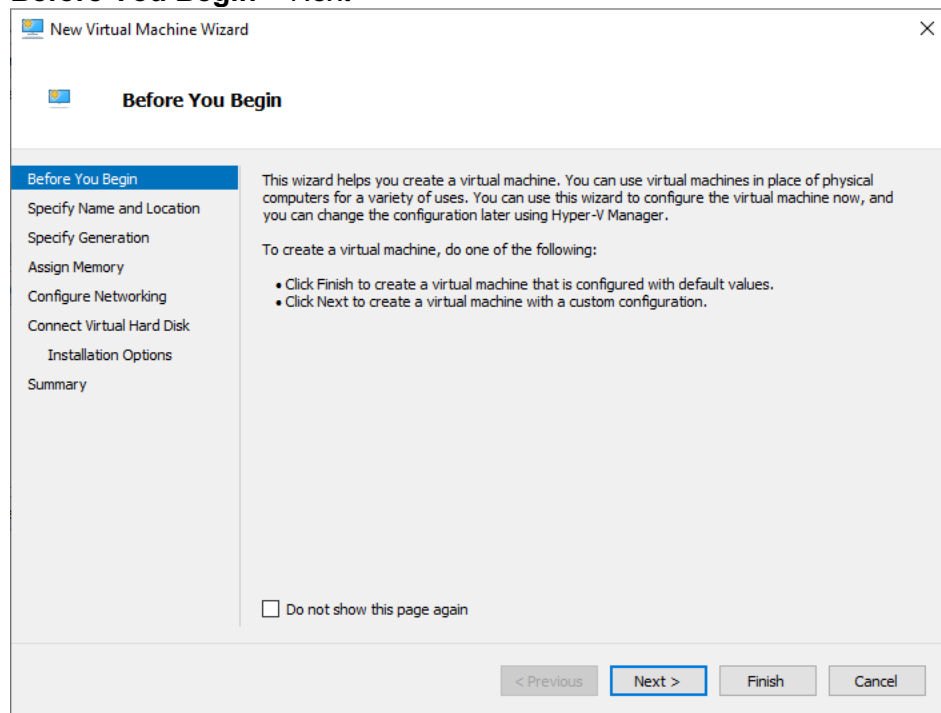 Before You Begin
New Virtual Machine Wizard
Before You Begin
Before You Begin
Specify Name and Location
Specify Generation
Assign Memory
Configure Networking
Connect Virtual Hard Disk
Installation Options
Summary
This wizard helps you create a virtual machine. You can use virtual machines in place of physical
computers for a variety of uses. You can use this wizard to configure the virtual machine now, and
you can change the configuration later using Hyper-V Manager.
To create a virtual machine, do one of the following:
• Click Finish to create a virtual machine that is configured with default values.
• Click Next to create a virtual machine with a custom configuration.
Do not show this page again
< Previous
Next >
Finish
Cancel